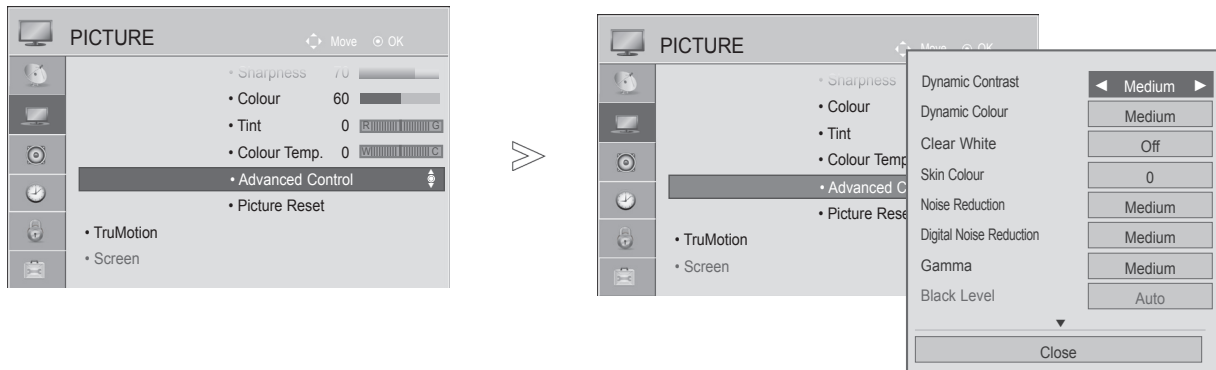 PICTURE Move OK
• Sharpness 70
• Colour 60
• Tint 0 R G
• Colour Temp. 0 W C
• Advanced Control
• Picture Reset
• TruMotion
• Screen
PICTURE Move OK
• Sharpness
• Colour
• Tint
• Colour Temp
• Advanced C
• Picture Rese
• TruMotion
• Screen
Dynamic Contrast ◀ Medium ▶
Dynamic Colour Medium
Clear White Off
Skin Colour 0
Noise Reduction Medium
Digital Noise Reduction Medium
Gamma Medium
Black Level Auto
▼
Close